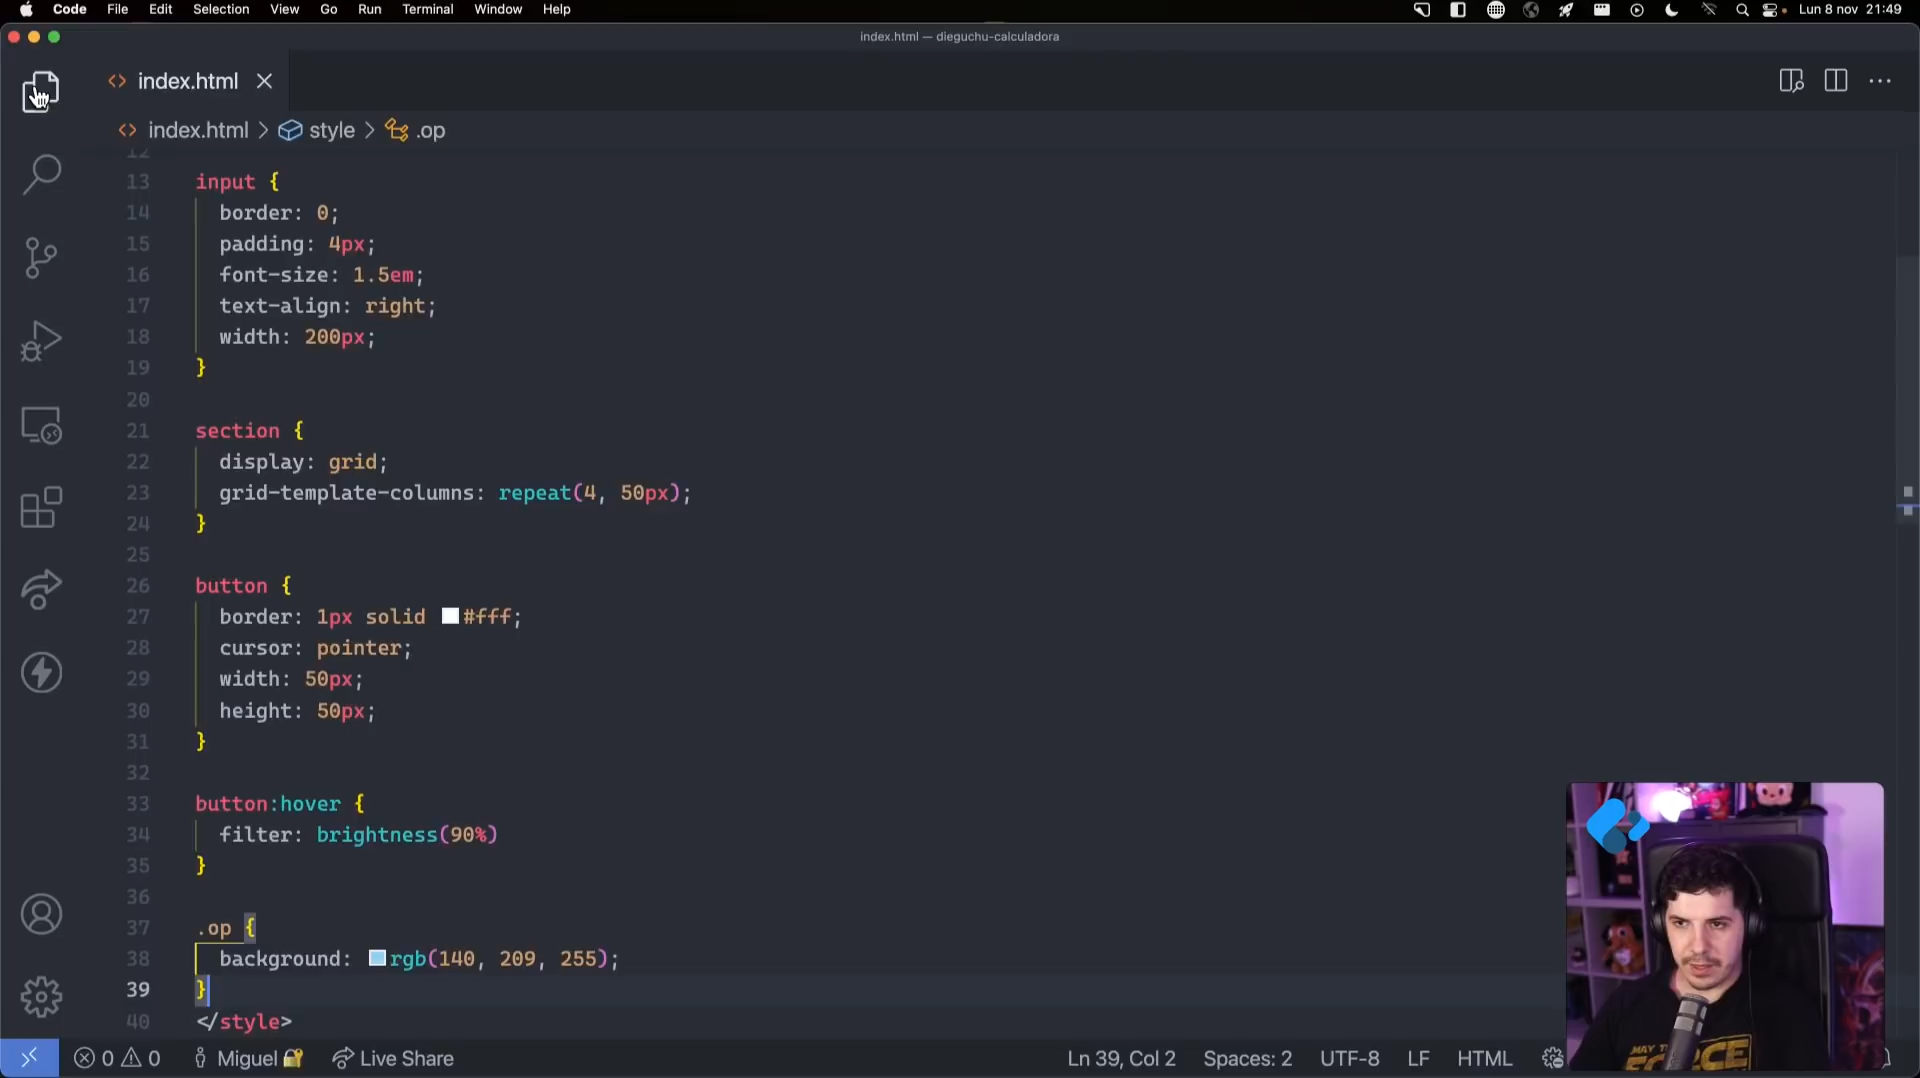 Code File Edit Selection View Go Run Terminal Window Help Lun 8 nov 21:49
index.html — dieguchu-calculadora
index.html
index.html > style > .op
12
13 input {
14 border: 0;
15 padding: 4px;
16 font-size: 1.5em;
17 text-align: right;
18 width: 200px;
19 }
20
21 section {
22 display: grid;
23 grid-template-columns: repeat(4, 50px);
24 }
25
26 button {
27 border: 1px solid #fff;
28 cursor: pointer;
29 width: 50px;
30 height: 50px;
31 }
32
33 button:hover {
34 filter: brightness(90%)
35 }
36
37 .op {
38 background: rgb(140, 209, 255);
39 }
40 </style>
MAY THE
FORCE
0 0 Miguel Live Share Ln 39, Col 2 Spaces: 2 UTF-8 LF HTML